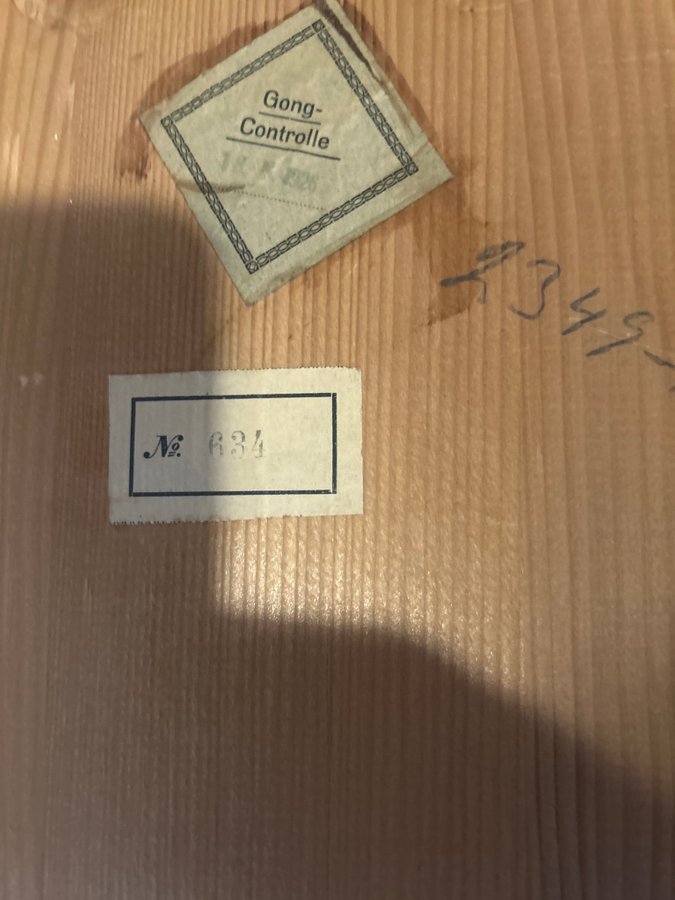 Gong-
Controlle
2349-
№. 634